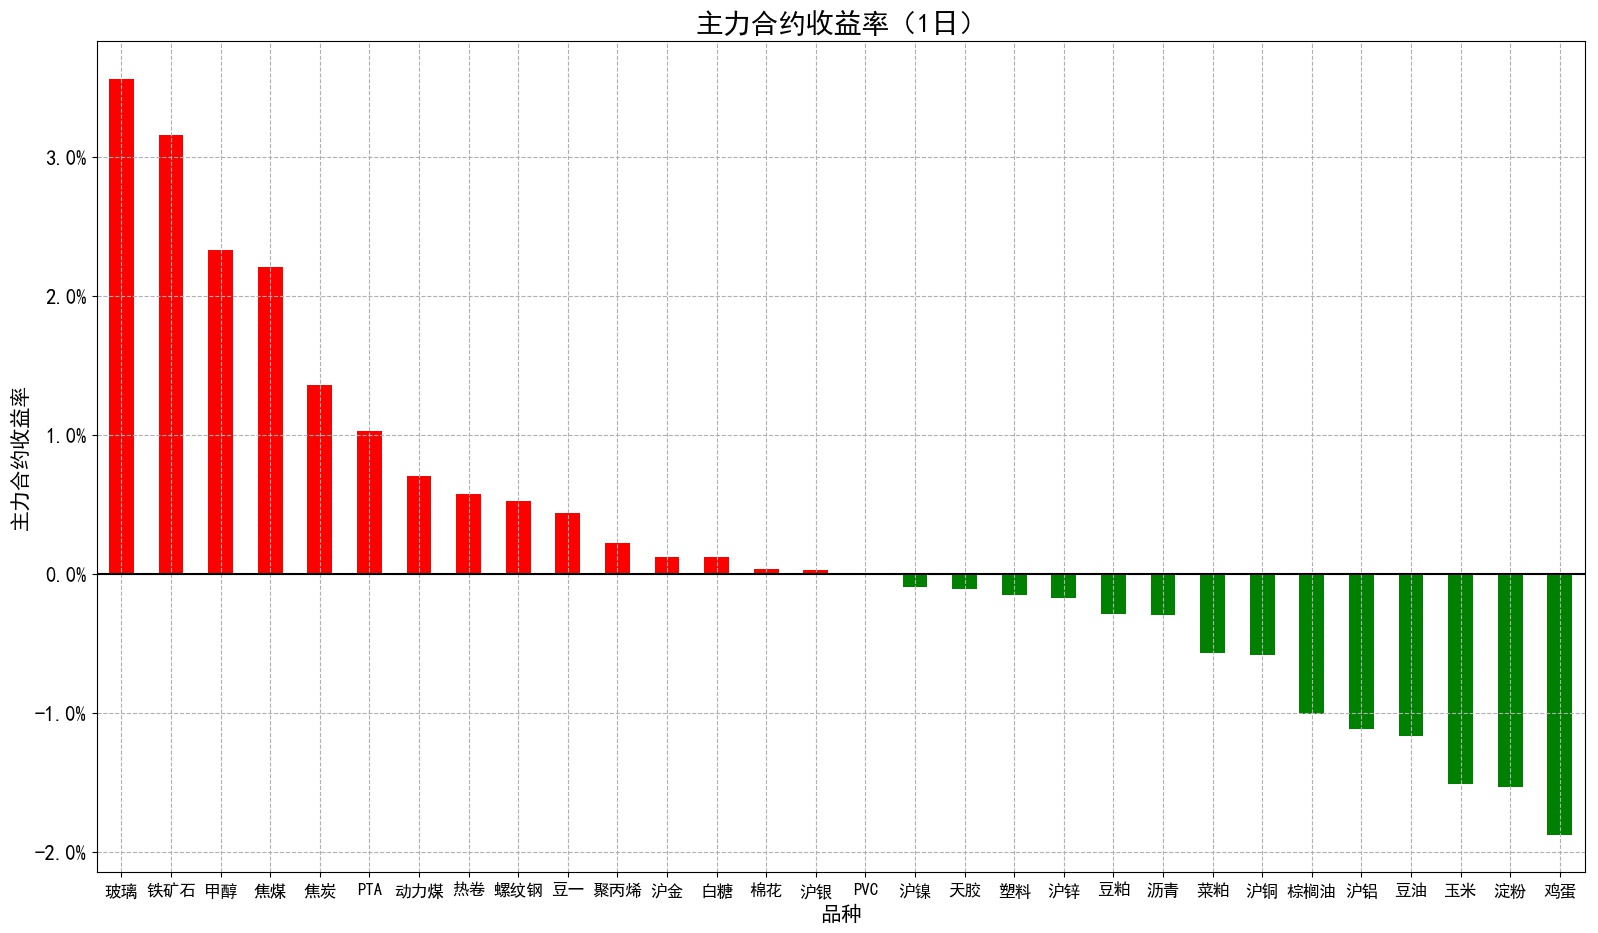 主力合约收益率（1日）
主力合约收益率
3.0%
2.0%
1.0%
0.0%
-1.0%
-2.0%
玻璃 铁矿石 甲醇 焦煤 焦炭 PTA 动力煤 热卷 螺纹钢 豆一 聚丙烯 沪金 白糖 棉花 沪银 PVC 沪镍 天胶 塑料 沪锌 豆粕 沥青 菜粕 沪铜 棕榈油 沪铝 豆油 玉米 淀粉 鸡蛋
品种